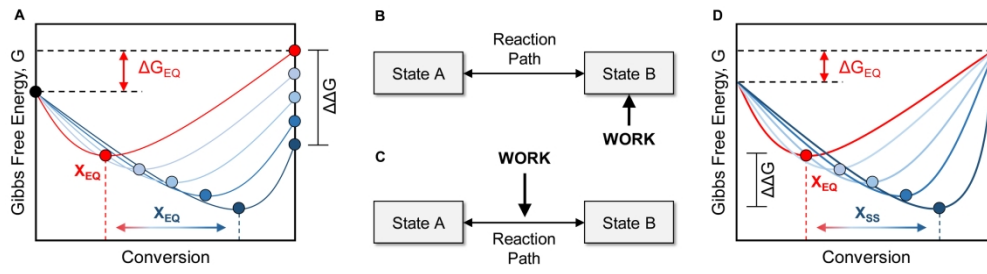 A
Gibbs Free Energy, G
ΔG_EQ
ΔΔG
X_EQ
X_EQ
Conversion
B
State A
Reaction
Path
State B
WORK
C
WORK
State A
Reaction
Path
State B
D
Gibbs Free Energy, G
ΔG_EQ
ΔΔG
X_EQ
X_SS
Conversion